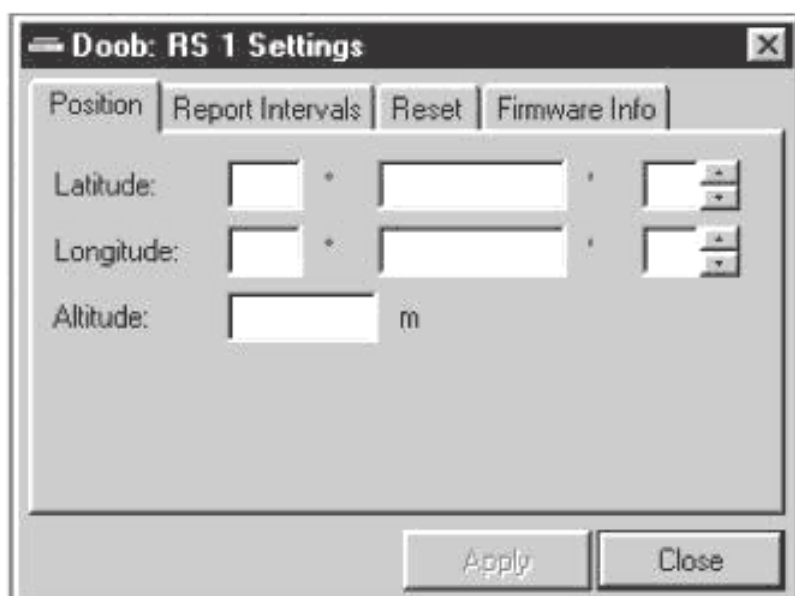 Doob: RS 1 Settings
Position Report Intervals Reset Firmware Info
Latitude: ° '
Longitude: ° '
Altitude: m
Apply Close